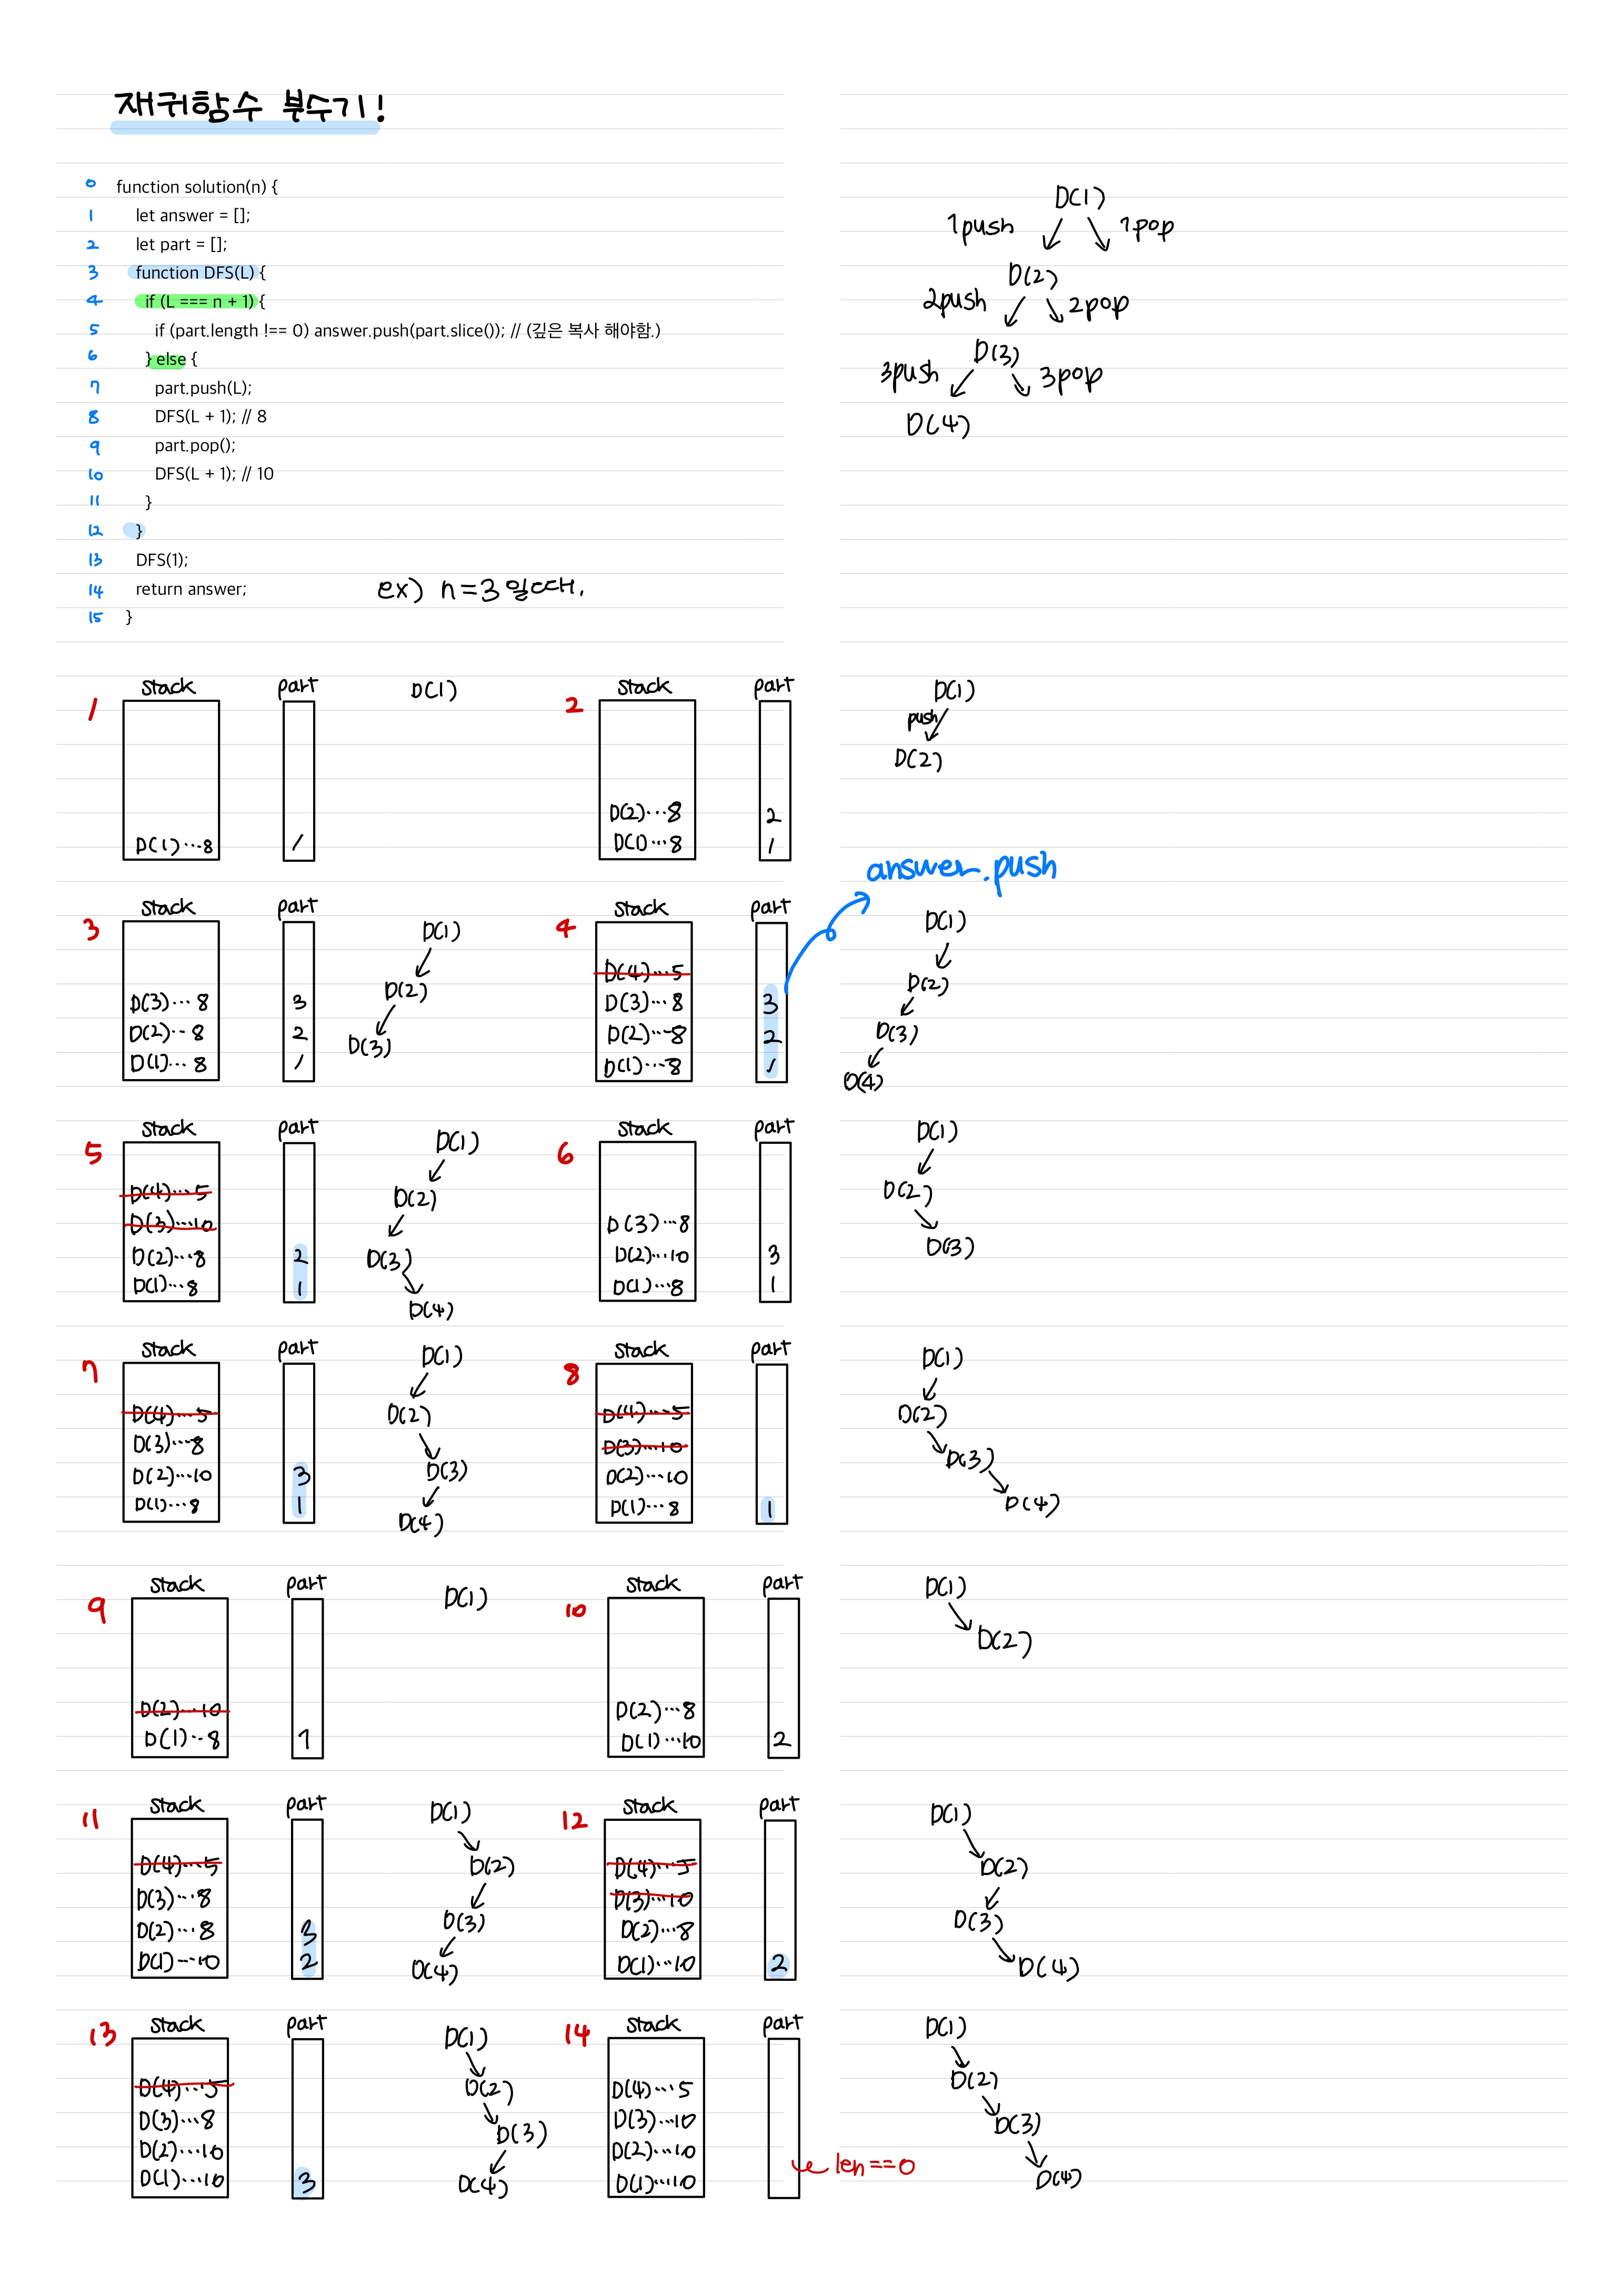 재귀함수 분수기!
0 function solution(n) {
1 let answer = [];
2 let part = [];
3 function DFS(L) {
4 if (L === n + 1) {
5 if (part.length !== 0) answer.push(part.slice()); // (깊은 복사 해야함.)
6 } else {
7 part.push(L);
8 DFS(L + 1); // 8
9 part.pop();
10 DFS(L + 1); // 10
11 }
12 }
13 DFS(1);
14 return answer;
15 }
ex) n=3일때,
D(1)
1push 1pop
D(2)
2push 2pop
D(3)
3push 3pop
D(4)
1 stack part D(1)
D(1)...8 1
2 stack part D(1)
push
D(2)
D(2)...8 2
D(1)...8 1
answer.push
3 stack part
D(3)...8 3
D(2)...8 2
D(1)...8 1
D(1)
D(2)
D(3)
4 stack part
D(4)...5
D(3)...8 3
D(2)...8 2
D(1)...8 1
D(1)
D(2)
D(3)
D(4)
5 stack part
D(4)...5
D(3)...10
D(2)...8 2
D(1)...8 1
D(1)
D(2)
D(3)
D(4)
6 stack part
D(3)...8
D(2)...10 3
D(1)...8 1
D(1)
D(2)
D(3)
7 stack part
D(4)...5
D(3)...8
D(2)...10 3
D(1)...8 1
D(1)
D(2)
D(3)
D(4)
8 stack part
D(4)...5
D(3)...10
D(2)...10
D(1)...8 1
D(1)
D(2)
D(3)
D(4)
9 stack part D(1)
D(2)...10
D(1)...8 1
10 stack part
D(2)...8
D(1)...10 2
D(1)
D(2)
11 stack part
D(4)...5
D(3)...8
D(2)...8 3
D(1)...10 2
D(1)
D(2)
D(3)
D(4)
12 stack part
D(4)...5
D(3)...10
D(2)...8
D(1)...10 2
D(1)
D(2)
D(3)
D(4)
13 stack part
D(4)...5
D(3)...8
D(2)...10
D(1)...10 3
D(1)
D(2)
D(3)
D(4)
14 stack part
D(4)...5
D(3)...10
D(2)...10
D(1)...10
len==0
D(1)
D(2)
D(3)
D(4)